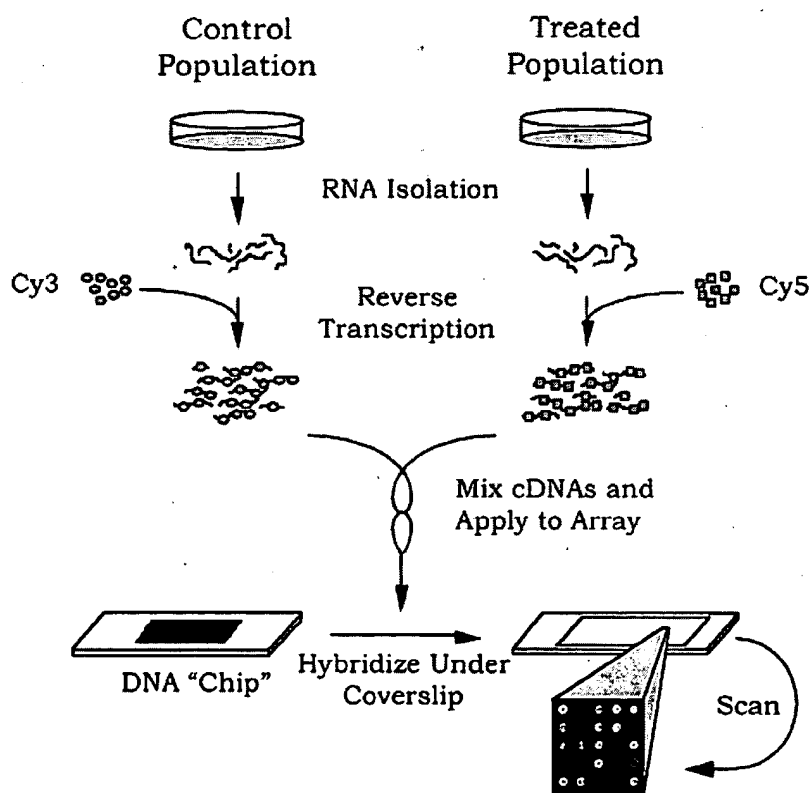 Control
Population
Treated
Population
RNA Isolation
Cy3
Reverse
Transcription
Cy5
Mix cDNAs and
Apply to Array
DNA “Chip”
Hybridize Under
Coverslip
Scan